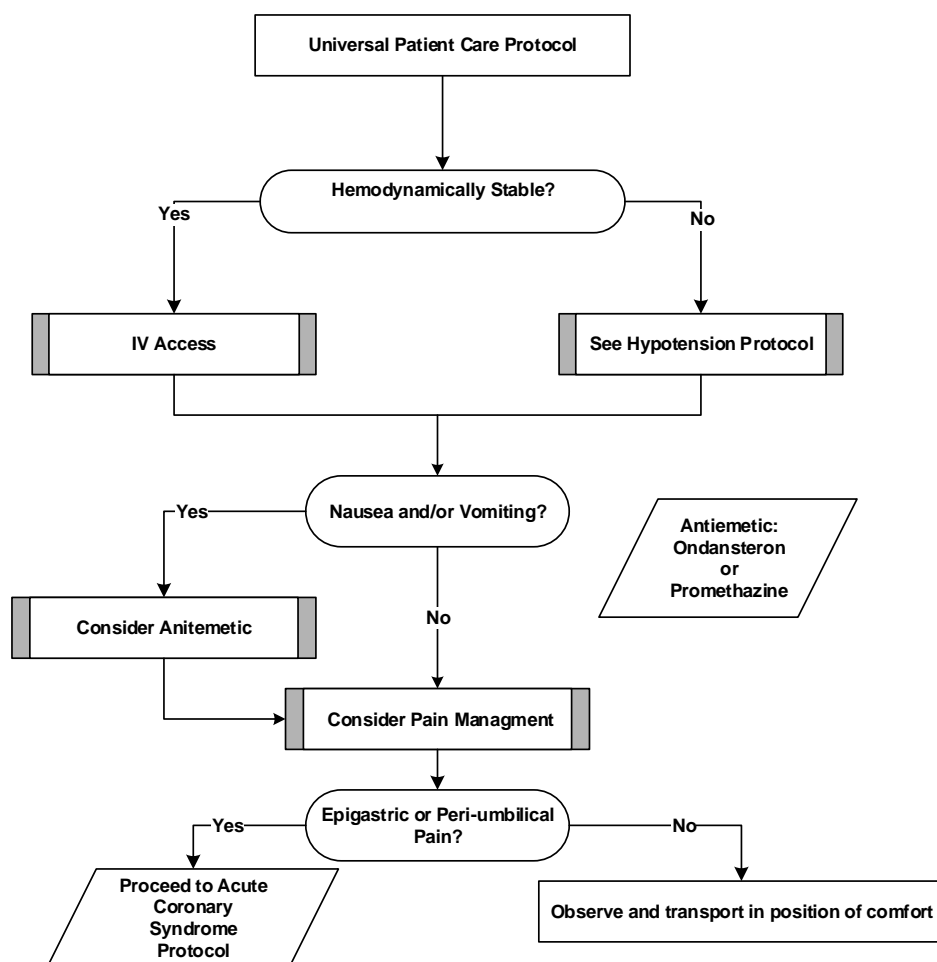 Universal Patient Care Protocol
Hemodynamically Stable?
Yes
No
IV Access
See Hypotension Protocol
Nausea and/or Vomiting?
Yes
Antiemetic:
Ondansteron
or
Promethazine
Consider Anitemetic
No
Consider Pain Managment
Epigastric or Peri-umbilical
Pain?
Yes
No
Proceed to Acute
Coronary
Syndrome
Protocol
Observe and transport in position of comfort